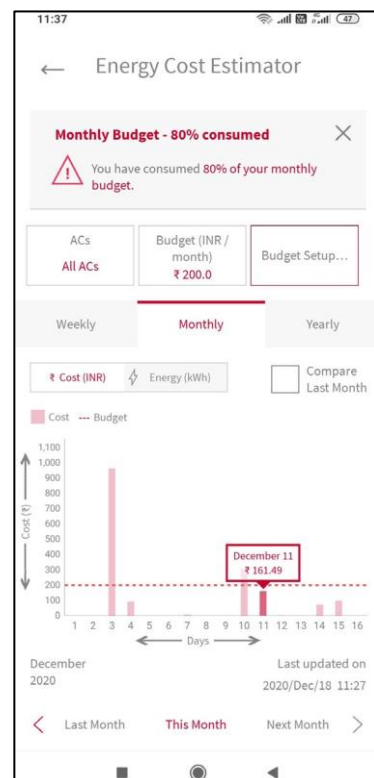 11:37
47
← Energy Cost Estimator
Monthly Budget - 80% consumed
You have consumed 80% of your monthly
budget.
ACs
All ACs
Budget (INR /
month)
₹ 200.0
Budget Setup...
Weekly
Monthly
Yearly
₹ Cost (INR)
Energy (kWh)
Compare
Last Month
Cost --- Budget
Cost (₹)
1,100
1,000
900
800
700
600
500
400
300
200
100
0
December 11
₹ 161.49
1 2 3 4 5 6 7 8 9 10 11 12 13 14 15 16
Days
December
2020
Last updated on
2020/Dec/18 11:27
< Last Month This Month Next Month >